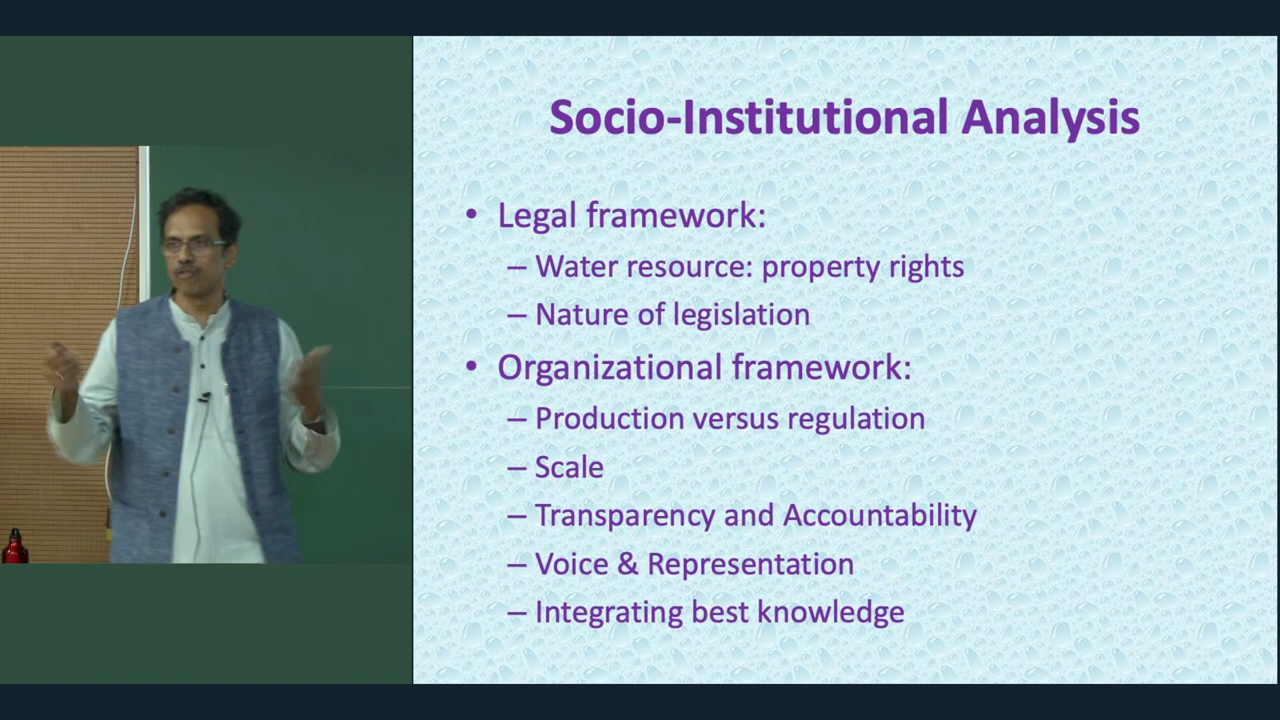 Socio-Institutional Analysis
• Legal framework:
– Water resource: property rights
– Nature of legislation
• Organizational framework:
– Production versus regulation
– Scale
– Transparency and Accountability
– Voice & Representation
– Integrating best knowledge